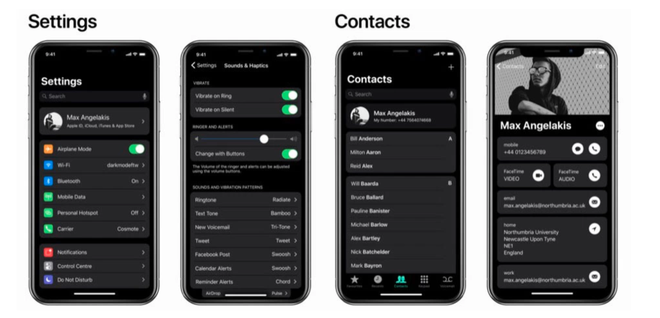 Settings
Contacts
9:41
Settings
Search
Max Angelakis
Apple ID, iCloud, iTunes & App Store
Airplane Mode
Wi-Fi darkmodeftw
Bluetooth On
Mobile Data
Personal Hotspot Off
Carrier Cosmote
Notifications
Control Centre
Do Not Disturb
9:41
Settings Sounds & Haptics
VIBRATE
Vibrate on Ring
Vibrate on Silent
RINGER AND ALERTS
Change with Buttons
The Volume of the ringer and alerts can be adjusted
using the volume buttons.
SOUNDS AND VIBRATION PATTERNS
Ringtone Radiate
Text Tone Bamboo
New Voicemail Tri-Tone
Tweet Tweet
Facebook Post Swoosh
Calendar Alerts Swoosh
Reminder Alerts Chord
AirDrop Pulse
9:41
Contacts
Search
Max Angelakis
My Number: +44 7564074659
Bill Anderson A
Milton Aaron
Reid Alex
Will Baarda B
Bruce Ballard
Pauline Banister
Michael Barlow
Alex Bartley
Nick Batchelder
Mark Bayron
Contacts
9:41
Contacts Edit
Max Angelakis
mobile
+44 0123456789
FaceTime
VIDEO
FaceTime
AUDIO
email
max.angelakis@northumbria.ac.uk
home
Northumbria University
Newcastle Upon Tyne
NE1
England
work
max.angelakis@northumbria.ac.uk